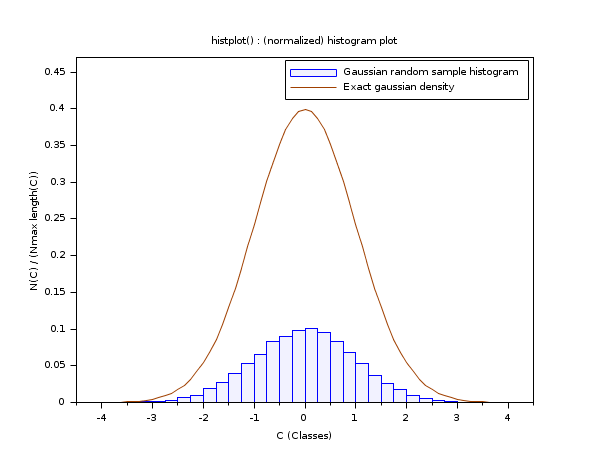 histplot() : (normalized) histogram plot
Gaussian random sample histogram
Exact gaussian density
N(C) / (Nmax length(C))
0.45
0.4
0.35
0.3
0.25
0.2
0.15
0.1
0.05
0
-4 -3 -2 -1 0 1 2 3 4
C (Classes)